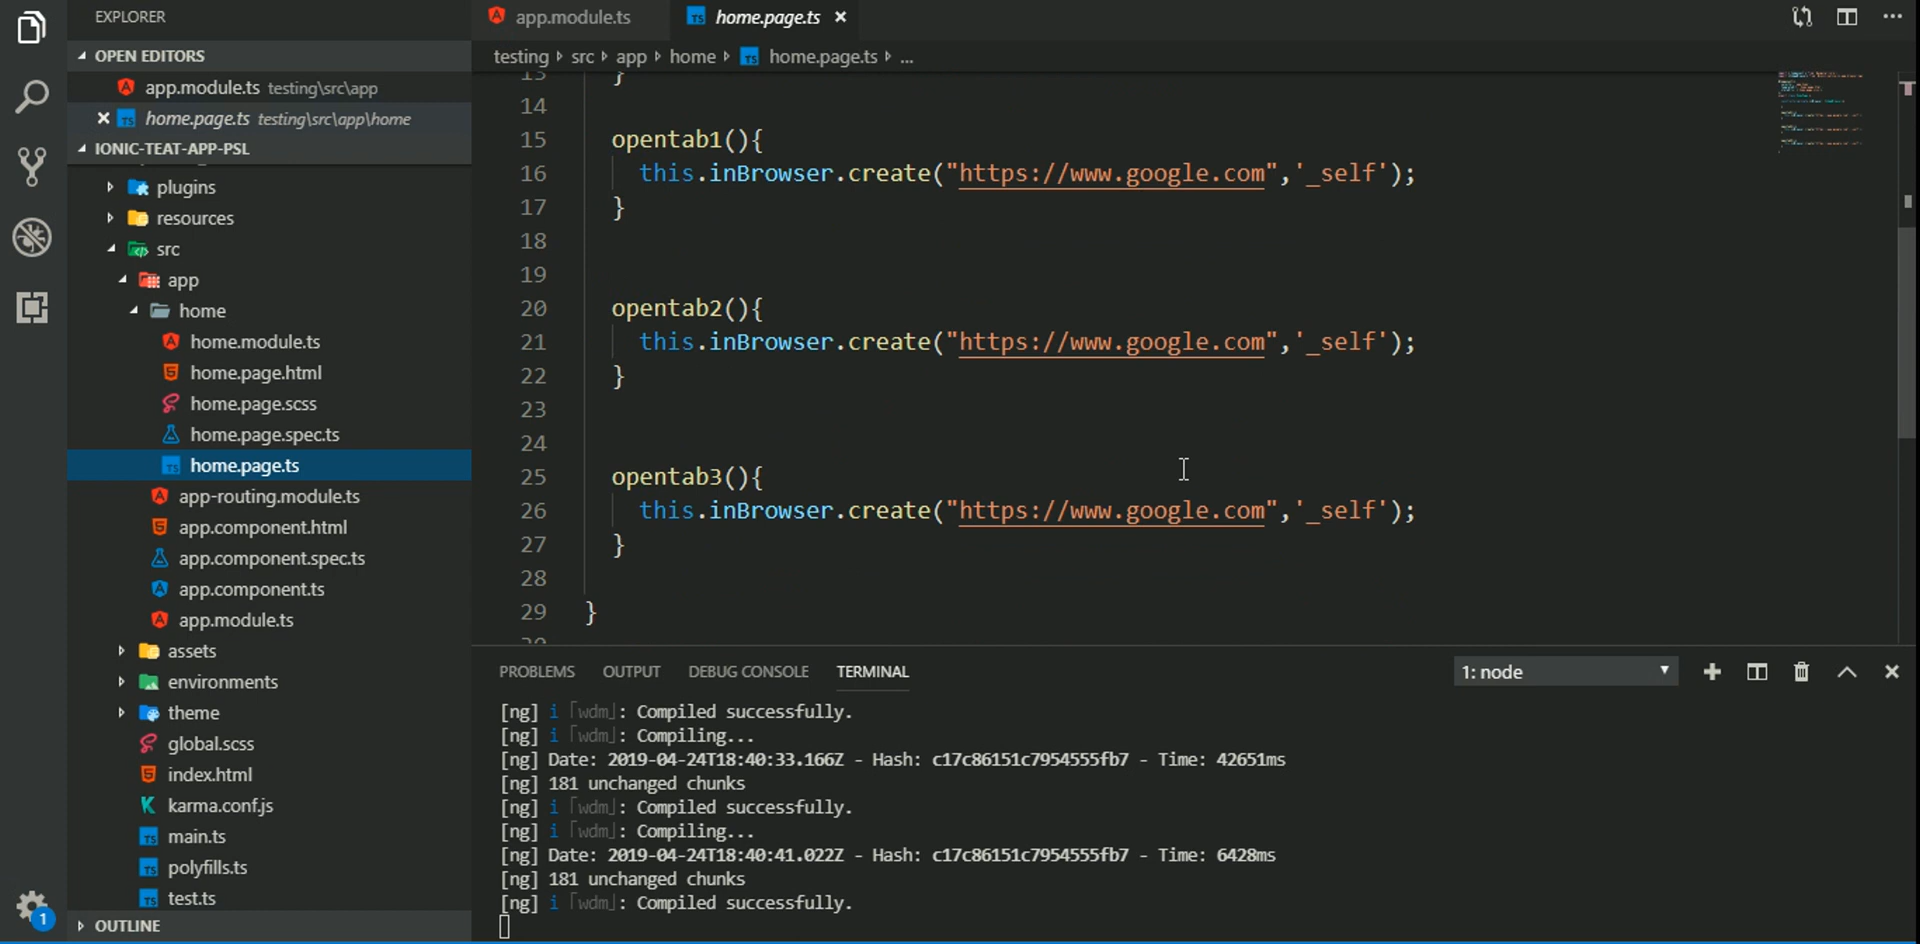 EXPLORER
OPEN EDITORS
app.module.ts testing\src\app
home.page.ts testing\src\app\home
IONIC-TEAT-APP-PSL
plugins
resources
src
app
home
home.module.ts
home.page.html
home.page.scss
home.page.spec.ts
home.page.ts
app-routing.module.ts
app.component.html
app.component.spec.ts
app.component.ts
app.module.ts
assets
environments
theme
global.scss
index.html
karma.conf.js
main.ts
polyfills.ts
test.ts
OUTLINE
1
app.module.ts
home.page.ts
testing src app home home.page.ts ...
13 }
14
15 opentab1(){
16 this.inBrowser.create("https://www.google.com",'_self');
17 }
18
19
20 opentab2(){
21 this.inBrowser.create("https://www.google.com",'_self');
22 }
23
24
25 opentab3(){
26 this.inBrowser.create("https://www.google.com",'_self');
27 }
28
29 }
30
PROBLEMS OUTPUT DEBUG CONSOLE TERMINAL 1: node
[ng] i ｢wdm｣: Compiled successfully.
[ng] i ｢wdm｣: Compiling...
[ng] Date: 2019-04-24T18:40:33.166Z - Hash: c17c86151c7954555fb7 - Time: 42651ms
[ng] 181 unchanged chunks
[ng] i ｢wdm｣: Compiled successfully.
[ng] i ｢wdm｣: Compiling...
[ng] Date: 2019-04-24T18:40:41.022Z - Hash: c17c86151c7954555fb7 - Time: 6428ms
[ng] 181 unchanged chunks
[ng] i ｢wdm｣: Compiled successfully.